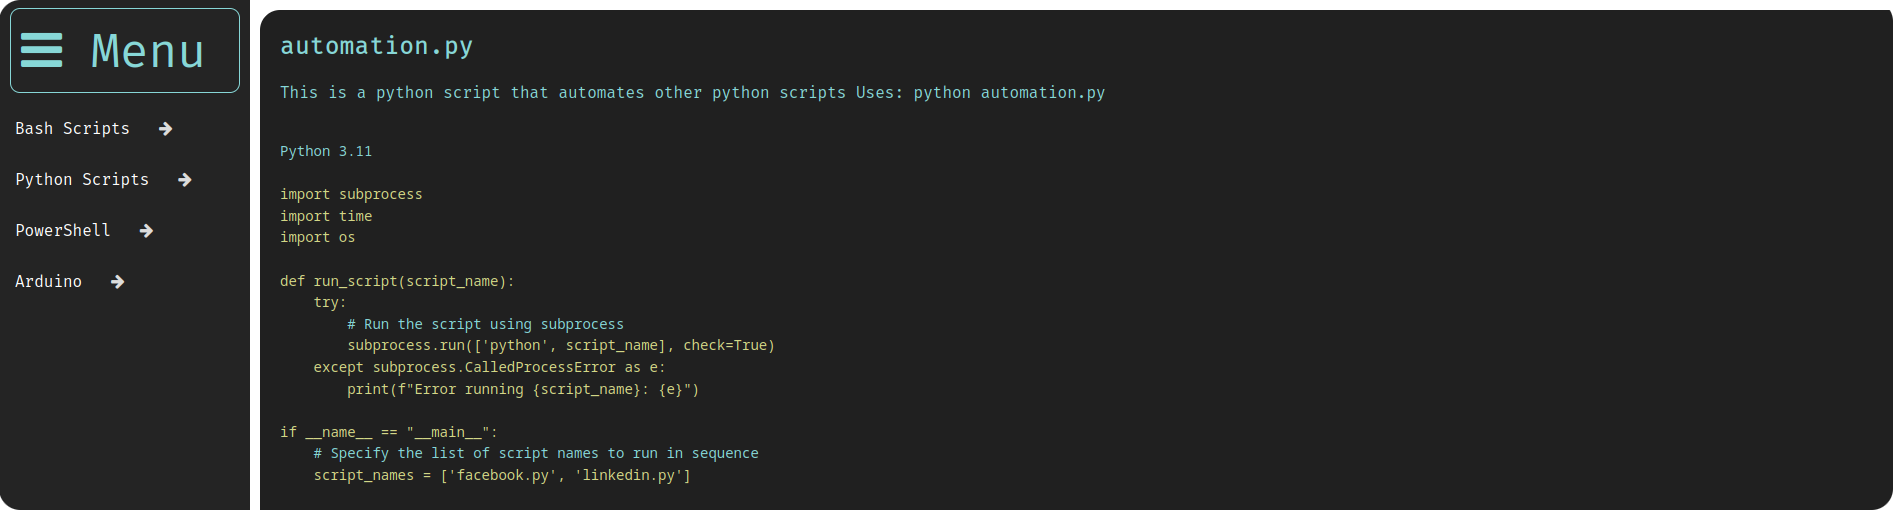 Menu
Bash Scripts
Python Scripts
PowerShell
Arduino
automation.py
This is a python script that automates other python scripts Uses: python automation.py
Python 3.11
import subprocess
import time
import os
def run_script(script_name):
    try:
        # Run the script using subprocess
        subprocess.run(['python', script_name], check=True)
    except subprocess.CalledProcessError as e:
        print(f"Error running {script_name}: {e}")
if __name__ == "__main__":
    # Specify the list of script names to run in sequence
    script_names = ['facebook.py', 'linkedin.py']